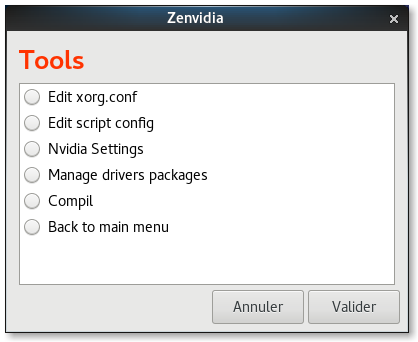 Zenvidia
Tools
Edit xorg.conf
Edit script config
Nvidia Settings
Manage drivers packages
Compil
Back to main menu
Annuler Valider